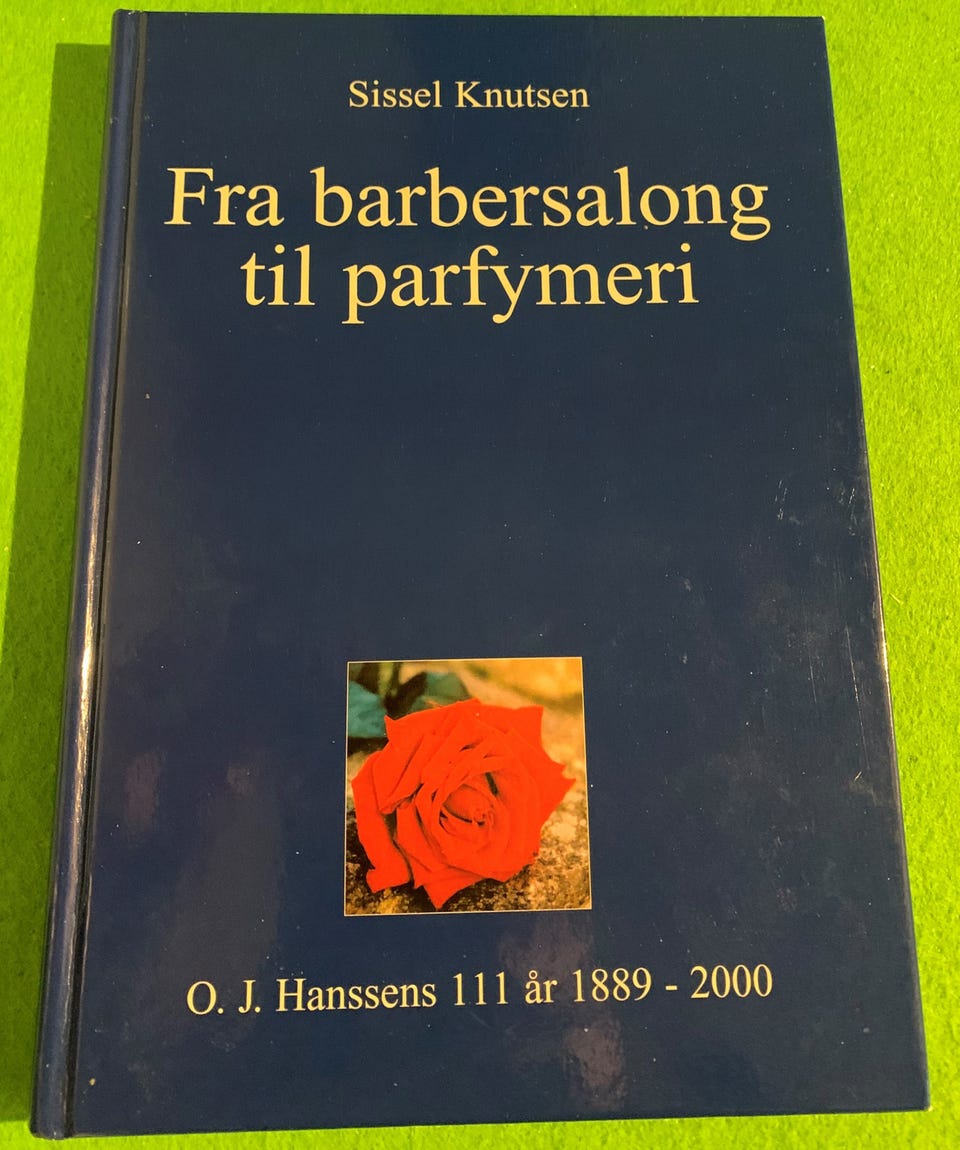 Sissel Knutsen
Fra barbersalong
til parfymeri
O. J. Hanssens 111 år 1889 - 2000